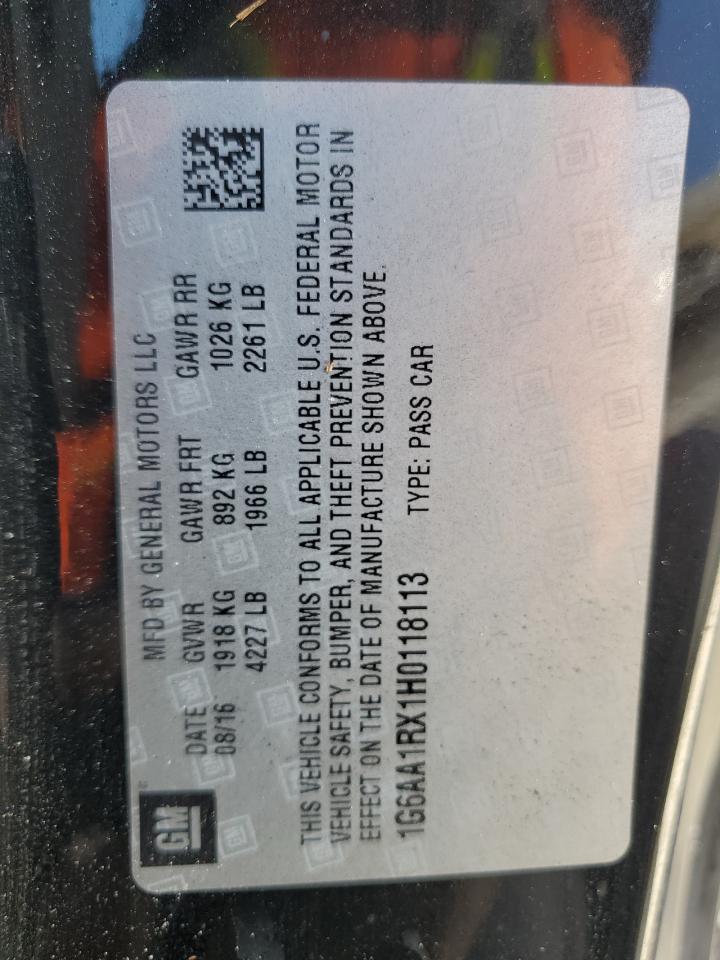 GM
MFD BY GENERAL MOTORS LLC
DATE GVWR GAWR FRT GAWR RR
08/16 1918 KG 892 KG 1026 KG
4227 LB 1966 LB 2261 LB
THIS VEHICLE CONFORMS TO ALL APPLICABLE U.S. FEDERAL MOTOR
VEHICLE SAFETY, BUMPER, AND THEFT PREVENTION STANDARDS IN
EFFECT ON THE DATE OF MANUFACTURE SHOWN ABOVE.
1G6AA1RX1H0118113 TYPE: PASS CAR